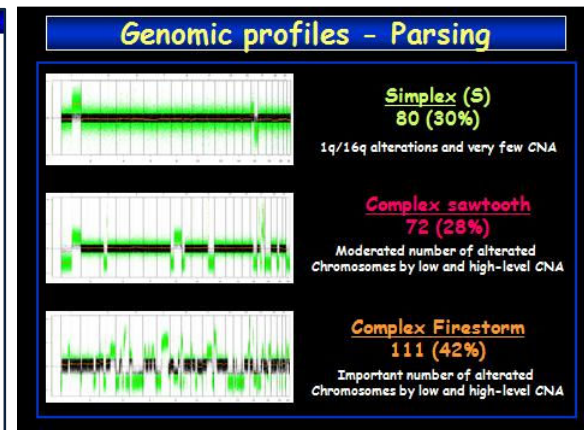 Genomic profiles - Parsing
Simplex (S)
80 (30%)
1q/16q alterations and very few CNA
Complex sawtooth
72 (28%)
Moderated number of alterated
Chromosomes by low and high-level CNA
Complex Firestorm
111 (42%)
Important number of alterated
Chromosomes by low and high-level CNA